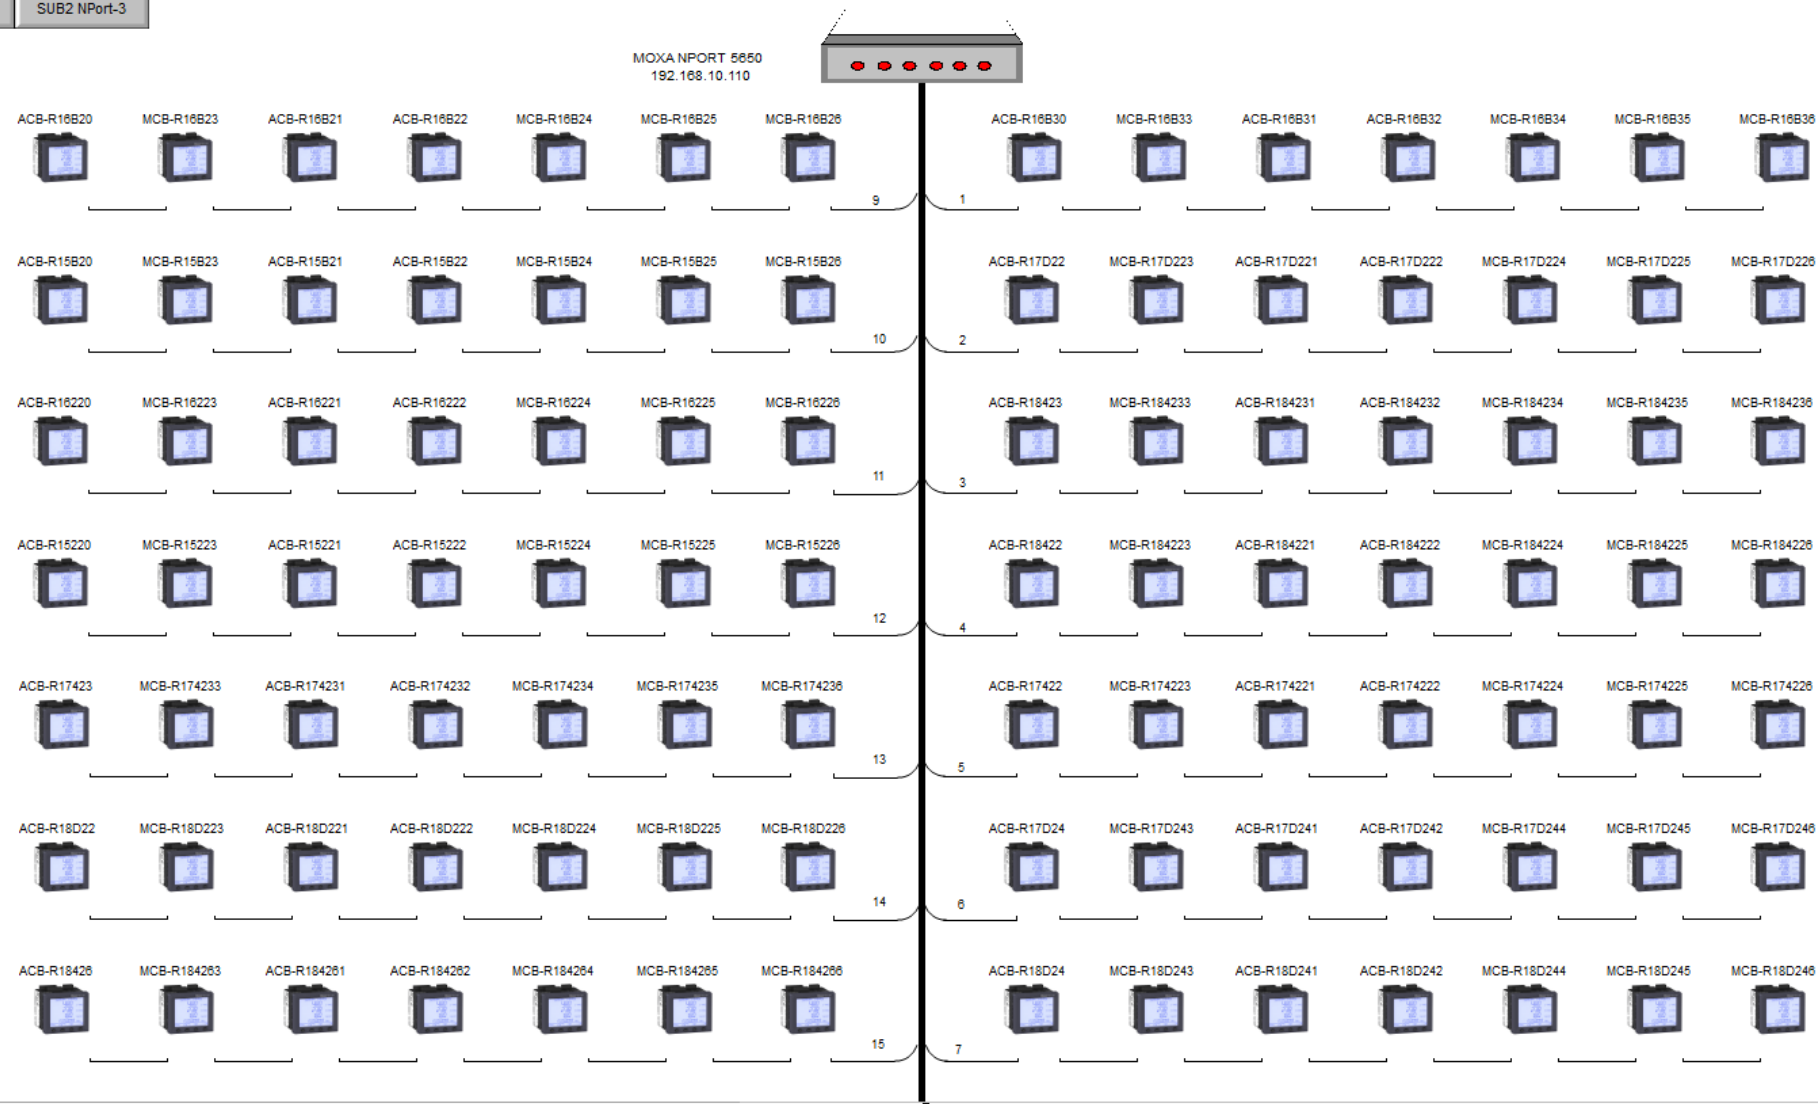 SUB2 NPort-3
MOXA NPORT 5650
192.168.10.110
ACB-R16B20 MCB-R16B23 ACB-R16B21 ACB-R16B22 MCB-R16B24 MCB-R16B25 MCB-R16B26 ACB-R16B30 MCB-R16B33 ACB-R16B31 ACB-R16B32 MCB-R16B34 MCB-R16B35 MCB-R16B36
9 1
ACB-R15B20 MCB-R15B23 ACB-R15B21 ACB-R15B22 MCB-R15B24 MCB-R15B25 MCB-R15B26 ACB-R17D22 MCB-R17D223 ACB-R17D221 ACB-R17D222 MCB-R17D224 MCB-R17D225 MCB-R17D226
10 2
ACB-R16220 MCB-R16223 ACB-R16221 ACB-R16222 MCB-R16224 MCB-R16225 MCB-R16226 ACB-R18423 MCB-R184233 ACB-R184231 ACB-R184232 MCB-R184234 MCB-R184235 MCB-R184236
11 3
ACB-R15220 MCB-R15223 ACB-R15221 ACB-R15222 MCB-R15224 MCB-R15225 MCB-R15226 ACB-R18422 MCB-R184223 ACB-R184221 ACB-R184222 MCB-R184224 MCB-R184225 MCB-R184226
12 4
ACB-R17423 MCB-R174233 ACB-R174231 ACB-R174232 MCB-R174234 MCB-R174235 MCB-R174236 ACB-R17422 MCB-R174223 ACB-R174221 ACB-R174222 MCB-R174224 MCB-R174225 MCB-R174226
13 5
ACB-R18D22 MCB-R18D223 ACB-R18D221 ACB-R18D222 MCB-R18D224 MCB-R18D225 MCB-R18D226 ACB-R17D24 MCB-R17D243 ACB-R17D241 ACB-R17D242 MCB-R17D244 MCB-R17D245 MCB-R17D246
14 6
ACB-R18426 MCB-R184263 ACB-R184261 ACB-R184262 MCB-R184264 MCB-R184265 MCB-R184266 ACB-R18D24 MCB-R18D243 ACB-R18D241 ACB-R18D242 MCB-R18D244 MCB-R18D245 MCB-R18D246
15 7